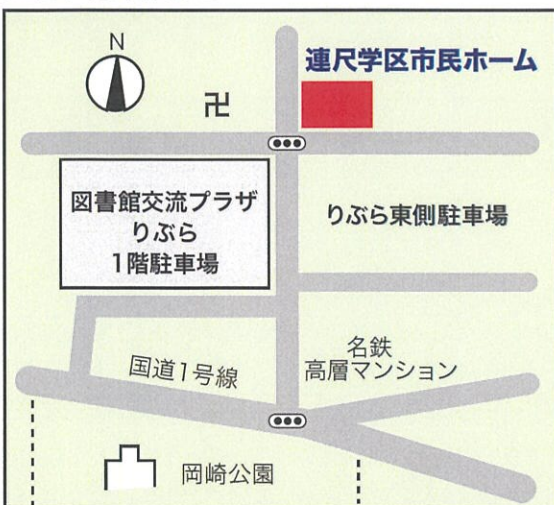 N
連尺学区市民ホーム
卍
図書館交流プラザ
りぶら
1階駐車場
りぶら東側駐車場
国道1号線
名鉄
高層マンション
岡崎公園